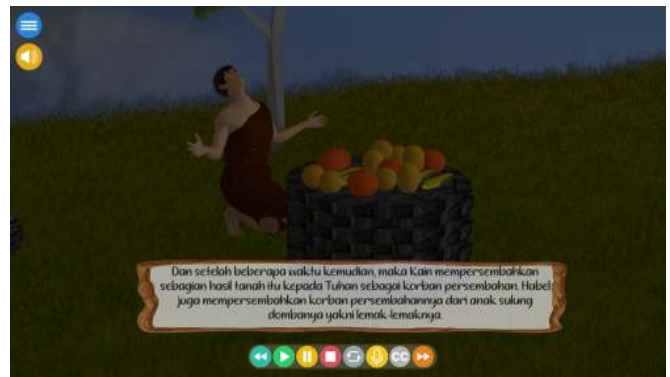 Dan setelah beberapa waktu kemudian, maka Kain mempersembahkan
sebagian hasil tanah itu kepada Tuhan sebagai korban persembahan. Habel
juga mempersembahkan korban persembahannya dari anak sulung
dombanya yakni lemak-lemaknya.
CC